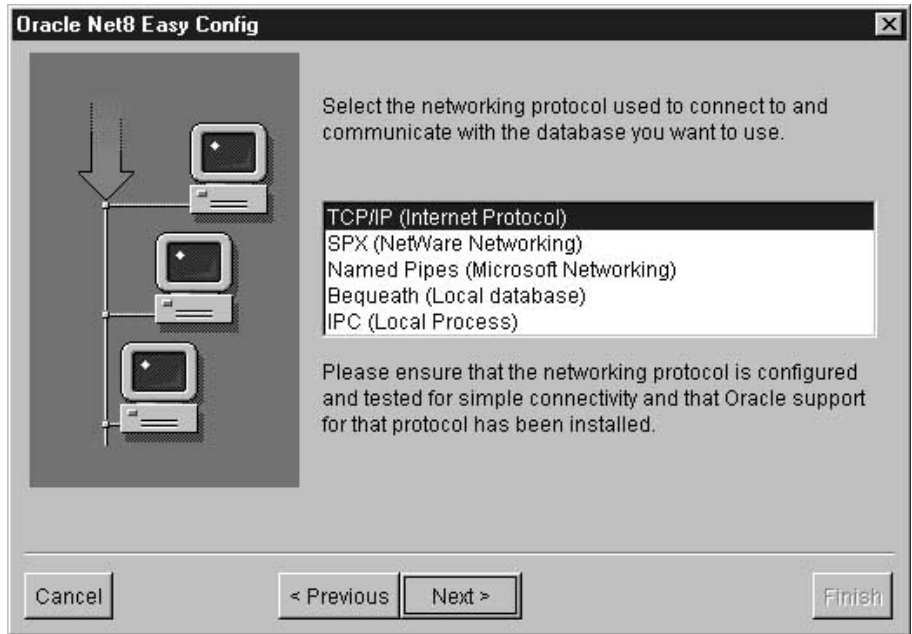 Oracle Net8 Easy Config
Select the networking protocol used to connect to and
communicate with the database you want to use.
TCP/IP (Internet Protocol)
SPX (NetWare Networking)
Named Pipes (Microsoft Networking)
Bequeath (Local database)
IPC (Local Process)
Please ensure that the networking protocol is configured
and tested for simple connectivity and that Oracle support
for that protocol has been installed.
Cancel
< Previous
Next >
Finish